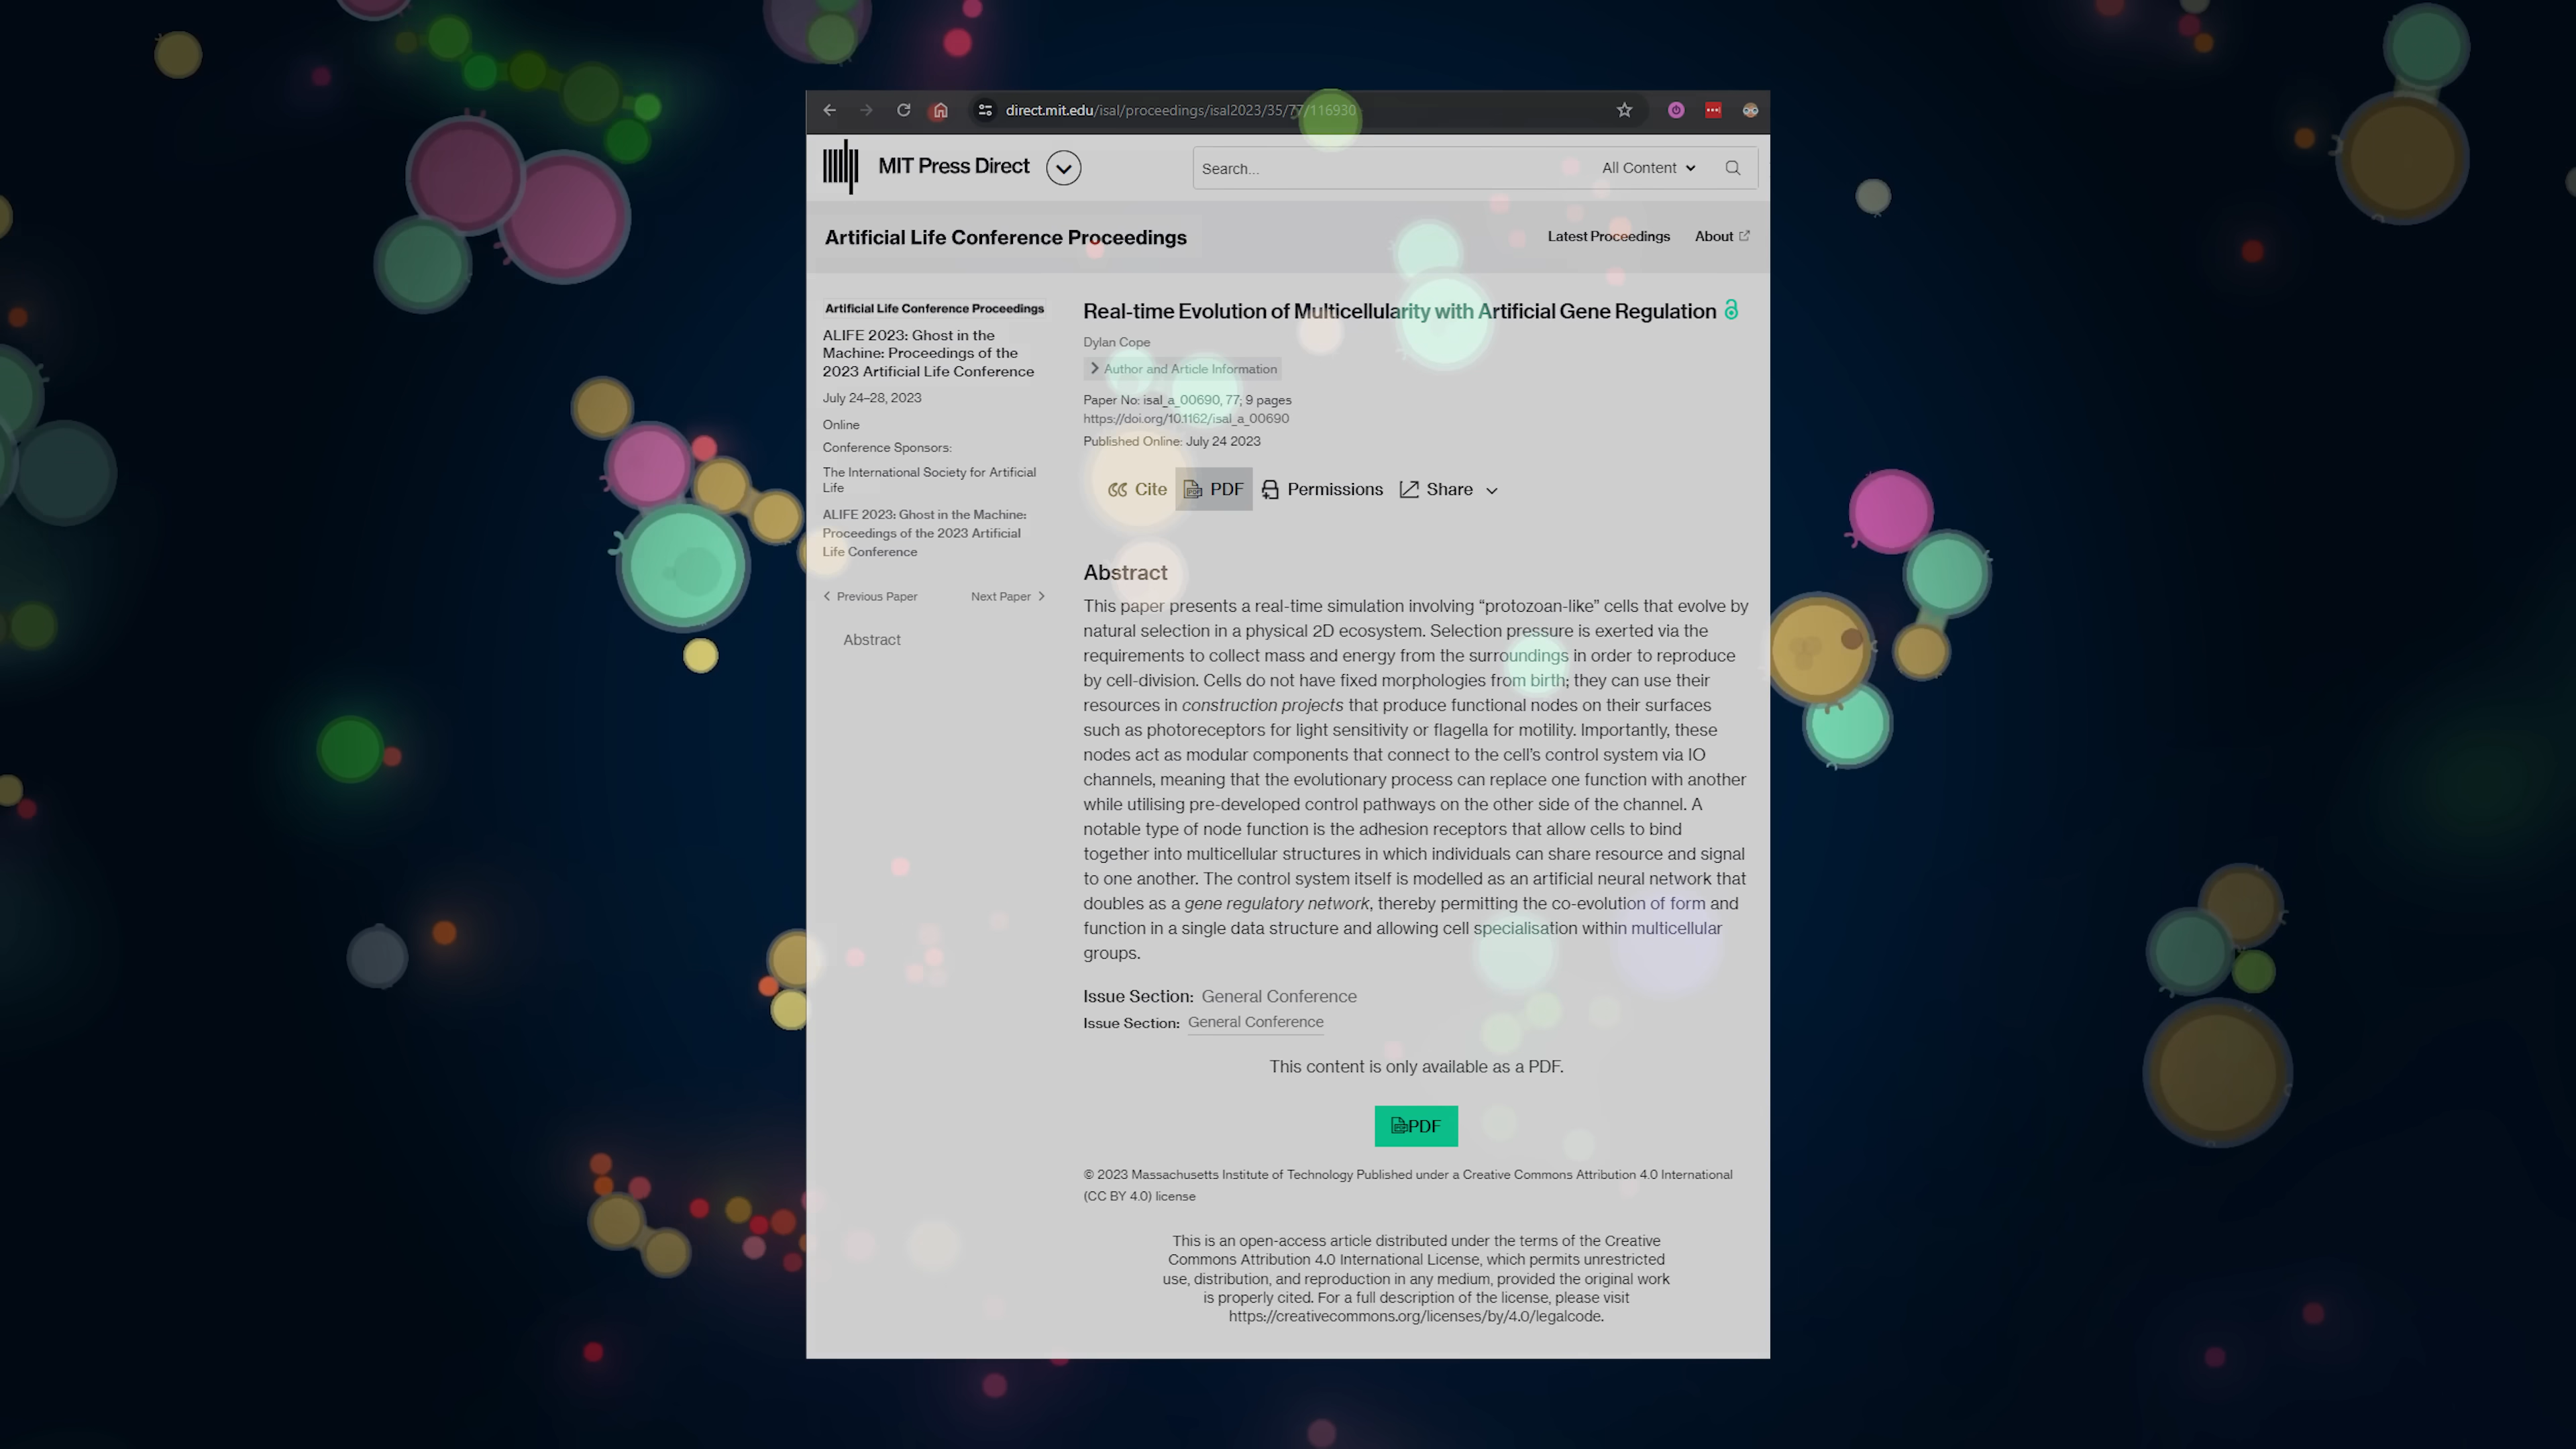 direct.mit.edu/isal/proceedings/isal2023/35/77/116930
MIT Press Direct
Search...
All Content
Artificial Life Conference Proceedings
Latest Proceedings
About
Artificial Life Conference Proceedings
ALIFE 2023: Ghost in the
Machine: Proceedings of the
2023 Artificial Life Conference
July 24–28, 2023
Online
Conference Sponsors:
The International Society for Artificial
Life
ALIFE 2023: Ghost in the Machine:
Proceedings of the 2023 Artificial
Life Conference
Previous Paper
Next Paper
Abstract
Real-time Evolution of Multicellularity with Artificial Gene Regulation
Dylan Cope
Author and Article Information
Paper No: isal_a_00690, 77; 9 pages
https://doi.org/10.1162/isal_a_00690
Published Online: July 24 2023
Cite
PDF
Permissions
Share
Abstract
This paper presents a real-time simulation involving “protozoan-like” cells that evolve by
natural selection in a physical 2D ecosystem. Selection pressure is exerted via the
requirements to collect mass and energy from the surroundings in order to reproduce
by cell-division. Cells do not have fixed morphologies from birth; they can use their
resources in construction projects that produce functional nodes on their surfaces
such as photoreceptors for light sensitivity or flagella for motility. Importantly, these
nodes act as modular components that connect to the cell’s control system via IO
channels, meaning that the evolutionary process can replace one function with another
while utilising pre-developed control pathways on the other side of the channel. A
notable type of node function is the adhesion receptors that allow cells to bind
together into multicellular structures in which individuals can share resource and signal
to one another. The control system itself is modelled as an artificial neural network that
doubles as a gene regulatory network, thereby permitting the co-evolution of form and
function in a single data structure and allowing cell specialisation within multicellular
groups.
Issue Section: General Conference
Issue Section: General Conference
This content is only available as a PDF.
PDF
© 2023 Massachusetts Institute of Technology Published under a Creative Commons Attribution 4.0 International
(CC BY 4.0) license
This is an open-access article distributed under the terms of the Creative
Commons Attribution 4.0 International License, which permits unrestricted
use, distribution, and reproduction in any medium, provided the original work
is properly cited. For a full description of the license, please visit
https://creativecommons.org/licenses/by/4.0/legalcode.